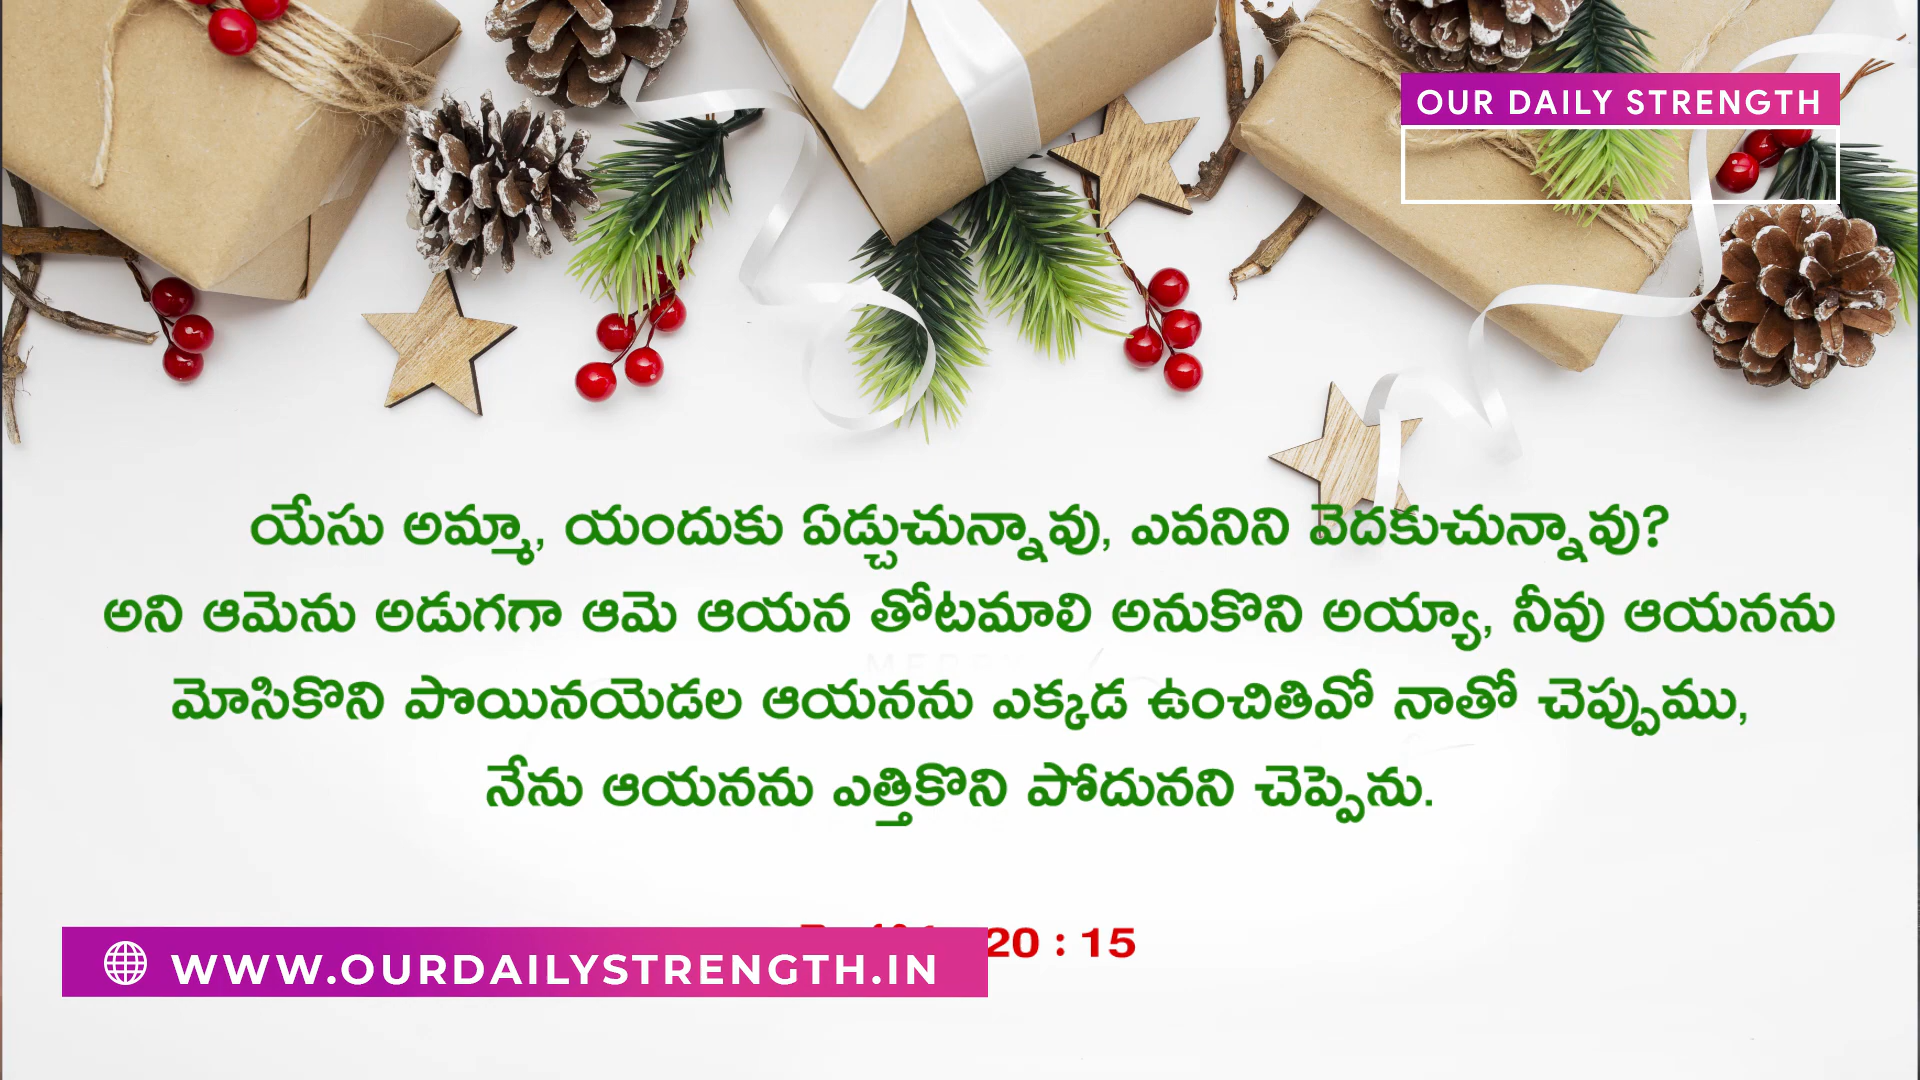 OUR DAILY STRENGTH
యేసు అమ్మా, యందుకు ఏడ్చుచున్నావు, ఎవనిని వెదకుచున్నావు?
అని ఆమెను అడుగగా ఆమె ఆయన తోటమాలి అనుకొని అయ్యా, నీవు ఆయనను
మోసికొని పొయినయెడల ఆయనను ఎక్కడ ఉంచితివో నాతో చెప్పుము,
నేను ఆయనను ఎత్తికొని పోదునని చెప్పెను.
20 : 15
WWW.OURDAILYSTRENGTH.IN